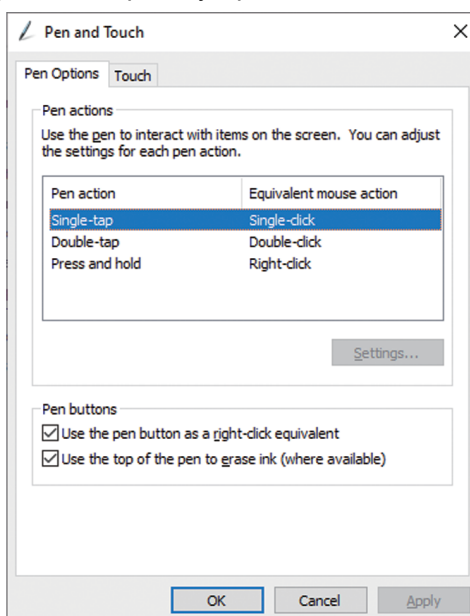 Pen and Touch
Pen Options Touch
Pen actions
Use the pen to interact with items on the screen. You can adjust
the settings for each pen action.
Pen action Equivalent mouse action
Single-tap Single-click
Double-tap Double-click
Press and hold Right-click
Settings...
Pen buttons
Use the pen button as a right-click equivalent
Use the top of the pen to erase ink (where available)
OK Cancel Apply